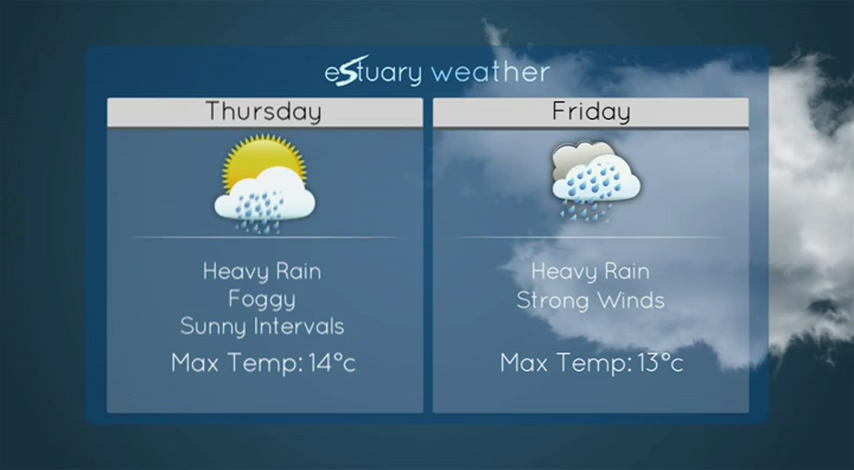 eStuary weather
Thursday
Heavy Rain
Foggy
Sunny Intervals
Max Temp: 14°c
Friday
Heavy Rain
Strong Winds
Max Temp: 13°c